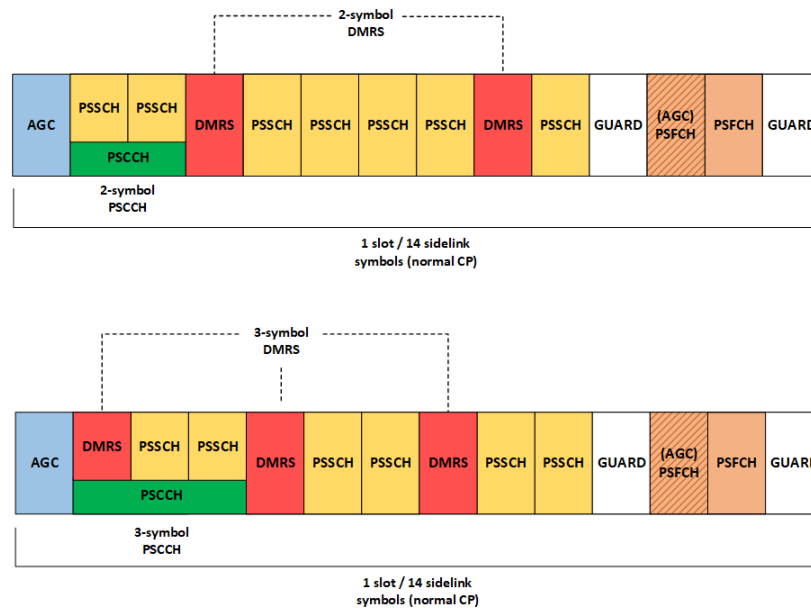 2-symbol
DMRS
AGC
PSSCH
PSSCH
DMRS
PSSCH
PSSCH
PSSCH
PSSCH
DMRS
PSSCH
GUARD
(AGC)
PSFCH
PSFCH
GUARD
PSCCH
2-symbol
PSCCH
1 slot / 14 sidelink
symbols (normal CP)
3-symbol
DMRS
AGC
DMRS
PSSCH
PSSCH
DMRS
PSSCH
PSSCH
DMRS
PSSCH
PSSCH
GUARD
(AGC)
PSFCH
PSFCH
GUARD
PSCCH
3-symbol
PSCCH
1 slot / 14 sidelink
symbols (normal CP)